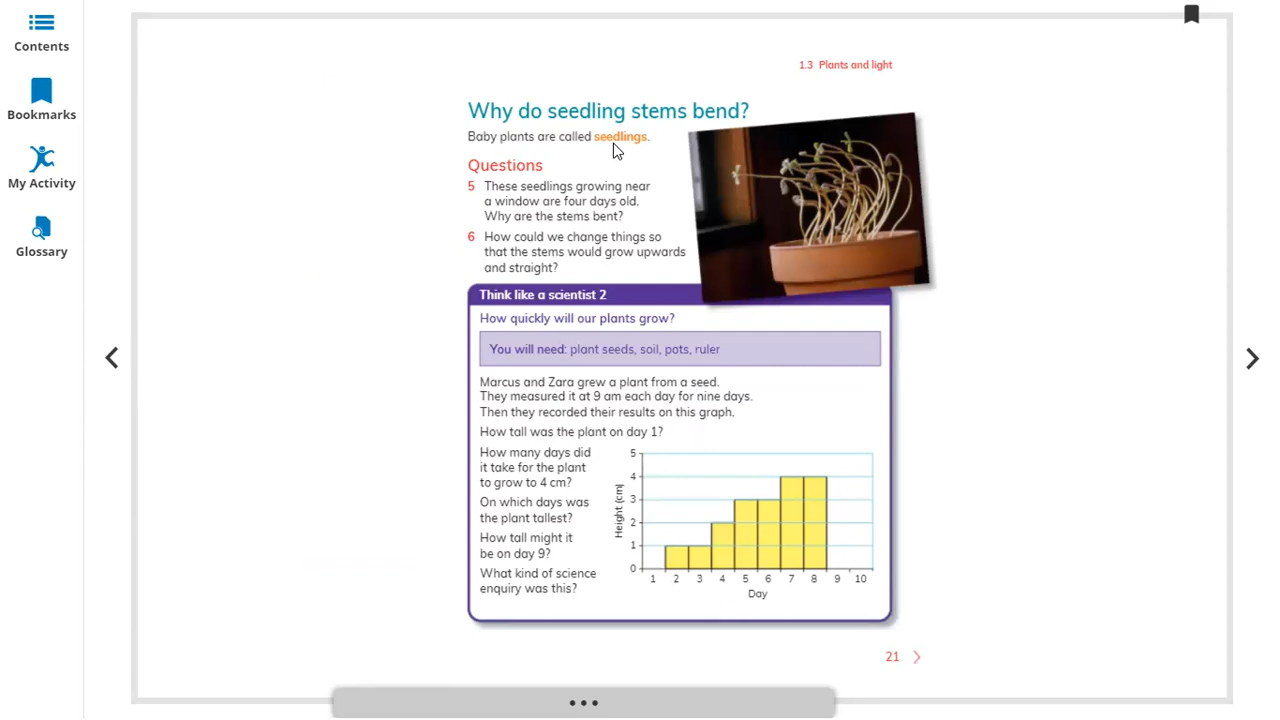 Contents
Bookmarks
My Activity
Glossary
1.3 Plants and light
Why do seedling stems bend?
Baby plants are called seedlings.
Questions
5 These seedlings growing near
a window are four days old.
Why are the stems bent?
6 How could we change things so
that the stems would grow upwards
and straight?
Think like a scientist 2
How quickly will our plants grow?
You will need: plant seeds, soil, pots, ruler
Marcus and Zara grew a plant from a seed.
They measured it at 9 am each day for nine days.
Then they recorded their results on this graph.
How tall was the plant on day 1?
How many days did
it take for the plant
to grow to 4 cm?
On which days was
the plant tallest?
How tall might it
be on day 9?
What kind of science
enquiry was this?
Height (cm)
5
4
3
2
1
0
1 2 3 4 5 6 7 8 9 10
Day
21